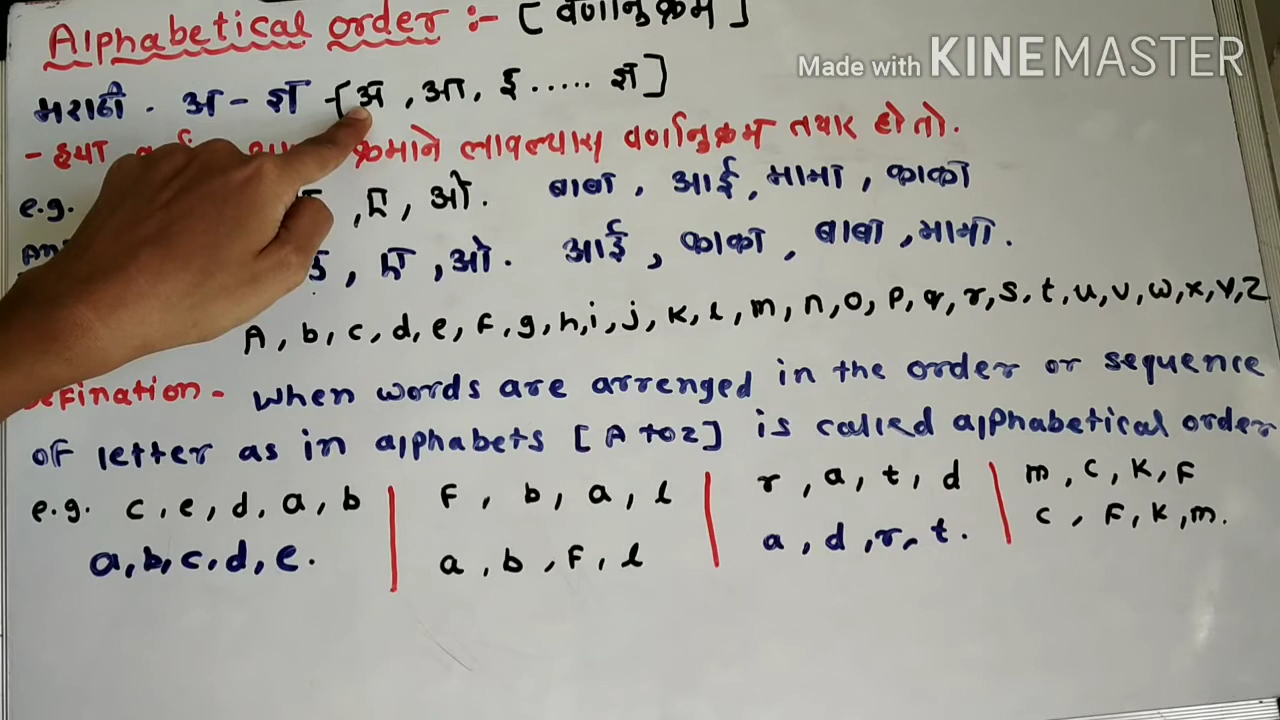 Alphabetical order :- [वर्णानुक्रम]
Made with KINEMASTER
मराठी - अ - ज्ञ -[अ, आ, इ ..... ज्ञ]
- ह्या क्रमाने लावल्यास वर्णानुक्रम तयार होतो.
e.g. , ए, ओ. बाबा, आई, मामा, काका
, ए, ओ. आई, काका, बाबा, मामा.
A, b, c, d, e, F, g, h, i, j, k, l, m, n, o, p, q, r, s, t, u, v, w, x, y, z
Defination - when words are arrenged in the order or sequence
of letter as in alphabets [A to z] is called alphabetical order
e.g. c, e, d, a, b | F, b, a, l | r, a, t, d | m, c, k, F
a, b, c, d, e. | a, b, F, l | a, d, r, t. | c, F, k, m.